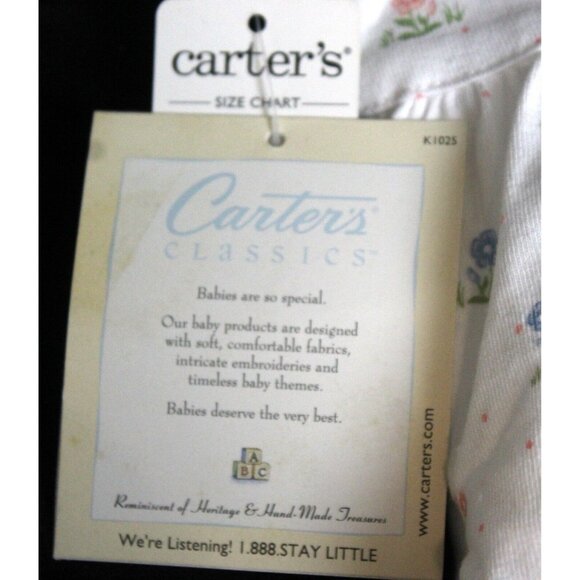 carter's®
SIZE CHART
K1025
Carter's®
CLASSICS™
Babies are so special.
Our baby products are designed
with soft, comfortable fabrics,
intricate embroideries and
timeless baby themes.
Babies deserve the very best.
A
B C
Reminiscent of Heritage & Hand-Made Treasures
www.carters.com
We're Listening! 1.888.STAY LITTLE